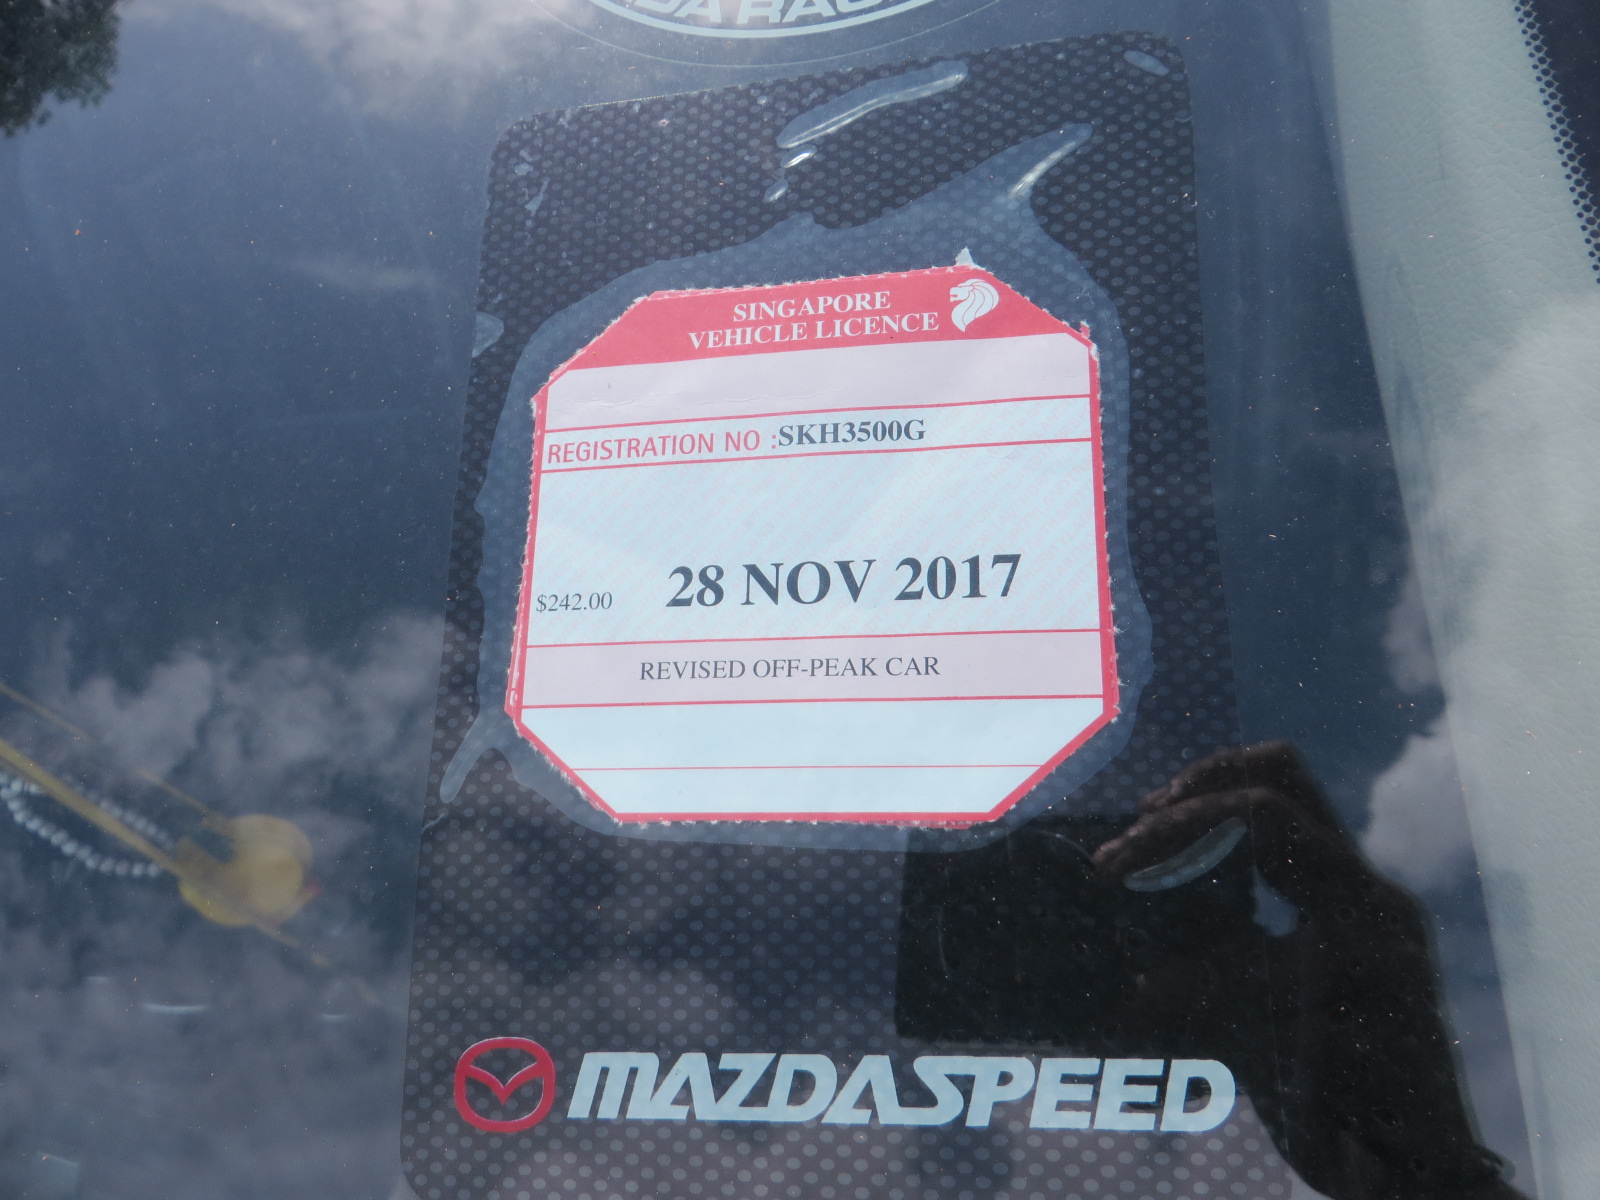 SINGAPORE
VEHICLE LICENCE
REGISTRATION NO : SKH3500G
$242.00 28 NOV 2017
REVISED OFF-PEAK CAR
MAZDASPEED